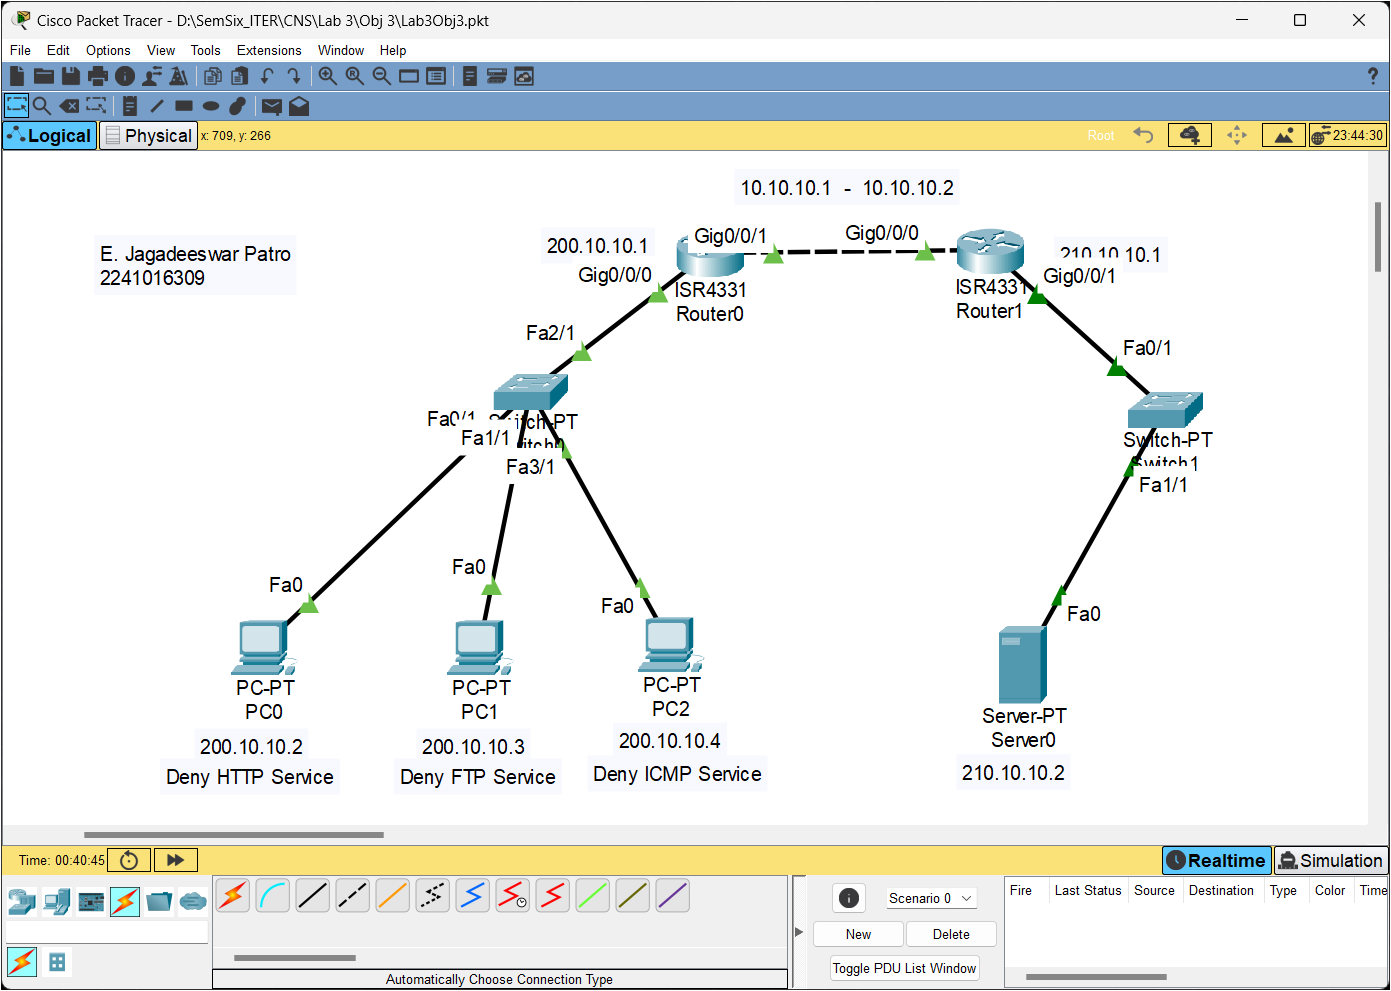 Cisco Packet Tracer - D:\SemSix_ITER\CNS\Lab 3\Obj 3\Lab3Obj3.pkt
File Edit Options View Tools Extensions Window Help
?
Logical Physical x: 709, y: 266 Root 23:44:30
10.10.10.1 - 10.10.10.2
E. Jagadeeswar Patro
2241016309
200.10.10.1
Gig0/0/1
Gig0/0/0
210.10.10.1
Gig0/0/0
Gig0/0/1
ISR4331
Router0
ISR4331
Router1
Fa2/1
Fa0/1
Fa0/1
Switch-PT
Switch0
Fa1/1
Fa3/1
Switch-PT
Switch1
Fa1/1
Fa0
Fa0
Fa0
Fa0
PC-PT
PC0
200.10.10.2
Deny HTTP Service
PC-PT
PC1
200.10.10.3
Deny FTP Service
PC-PT
PC2
200.10.10.4
Deny ICMP Service
Server-PT
Server0
210.10.10.2
Time: 00:40:45
Realtime Simulation
Scenario 0
New Delete
Toggle PDU List Window
Fire Last Status Source Destination Type Color Time
Automatically Choose Connection Type